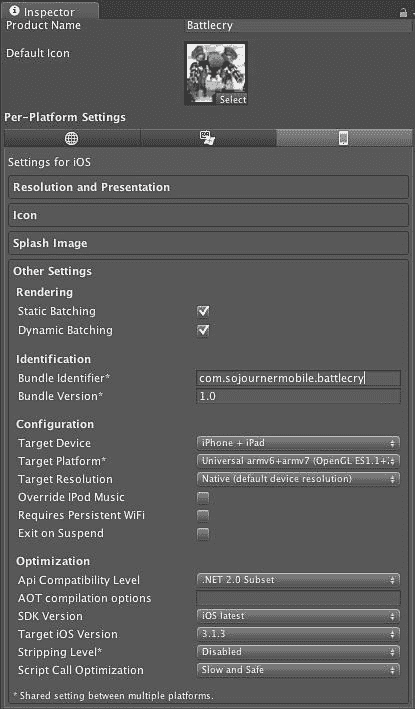 Inspector
Product Name Battlecry
Default Icon
Select
Per-Platform Settings
Settings for iOS
Resolution and Presentation
Icon
Splash Image
Other Settings
Rendering
Static Batching
Dynamic Batching
Identification
Bundle Identifier* com.sojournermobile.battlecry
Bundle Version* 1.0
Configuration
Target Device iPhone + iPad
Target Platform* Universal armv6+armv7 (OpenGL ES1.1+
Target Resolution Native (default device resolution)
Override IPod Music
Requires Persistent WiFi
Exit on Suspend
Optimization
Api Compatibility Level .NET 2.0 Subset
AOT compilation options
SDK Version iOS latest
Target iOS Version 3.1.3
Stripping Level* Disabled
Script Call Optimization Slow and Safe
* Shared setting between multiple platforms.